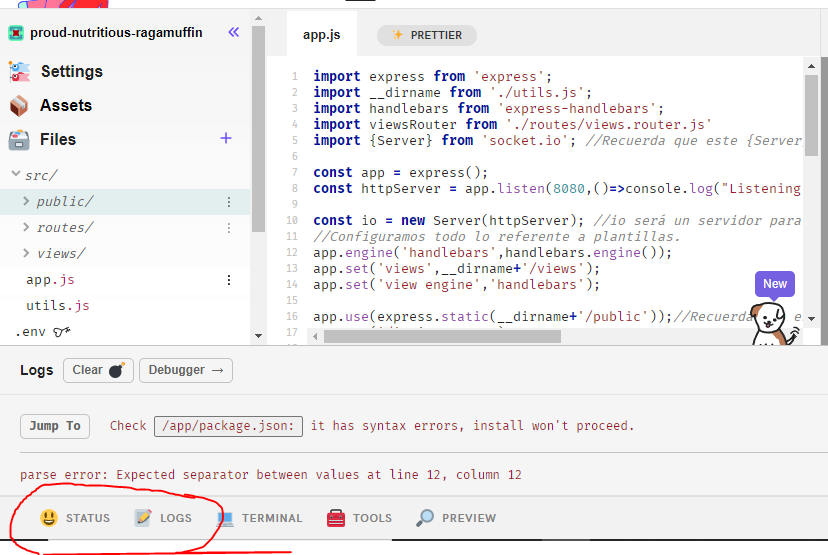 proud-nutritious-ragamuffin
«
app.js
PRETTIER
Settings
Assets
Files
+
src/
public/
routes/
views/
app.js
utils.js
.env
1 import express from 'express';
2 import __dirname from './utils.js';
3 import handlebars from 'express-handlebars';
4 import viewsRouter from './routes/views.router.js'
5 import {Server} from 'socket.io'; //Recuerda que este {Server
6
7 const app = express();
8 const httpServer = app.listen(8080,()=>console.log("Listening
9
10 const io = new Server(httpServer); //io será un servidor para
11 //Configuramos todo lo referente a plantillas.
12 app.engine('handlebars',handlebars.engine());
13 app.set('views',__dirname+'/views');
14 app.set('view engine','handlebars');
15
16 app.use(express.static(__dirname+'/public'));//Recuerda e
17
New
Logs
Clear
Debugger →
Jump To
Check /app/package.json: it has syntax errors, install won't proceed.
parse error: Expected separator between values at line 12, column 12
STATUS
LOGS
TERMINAL
TOOLS
PREVIEW